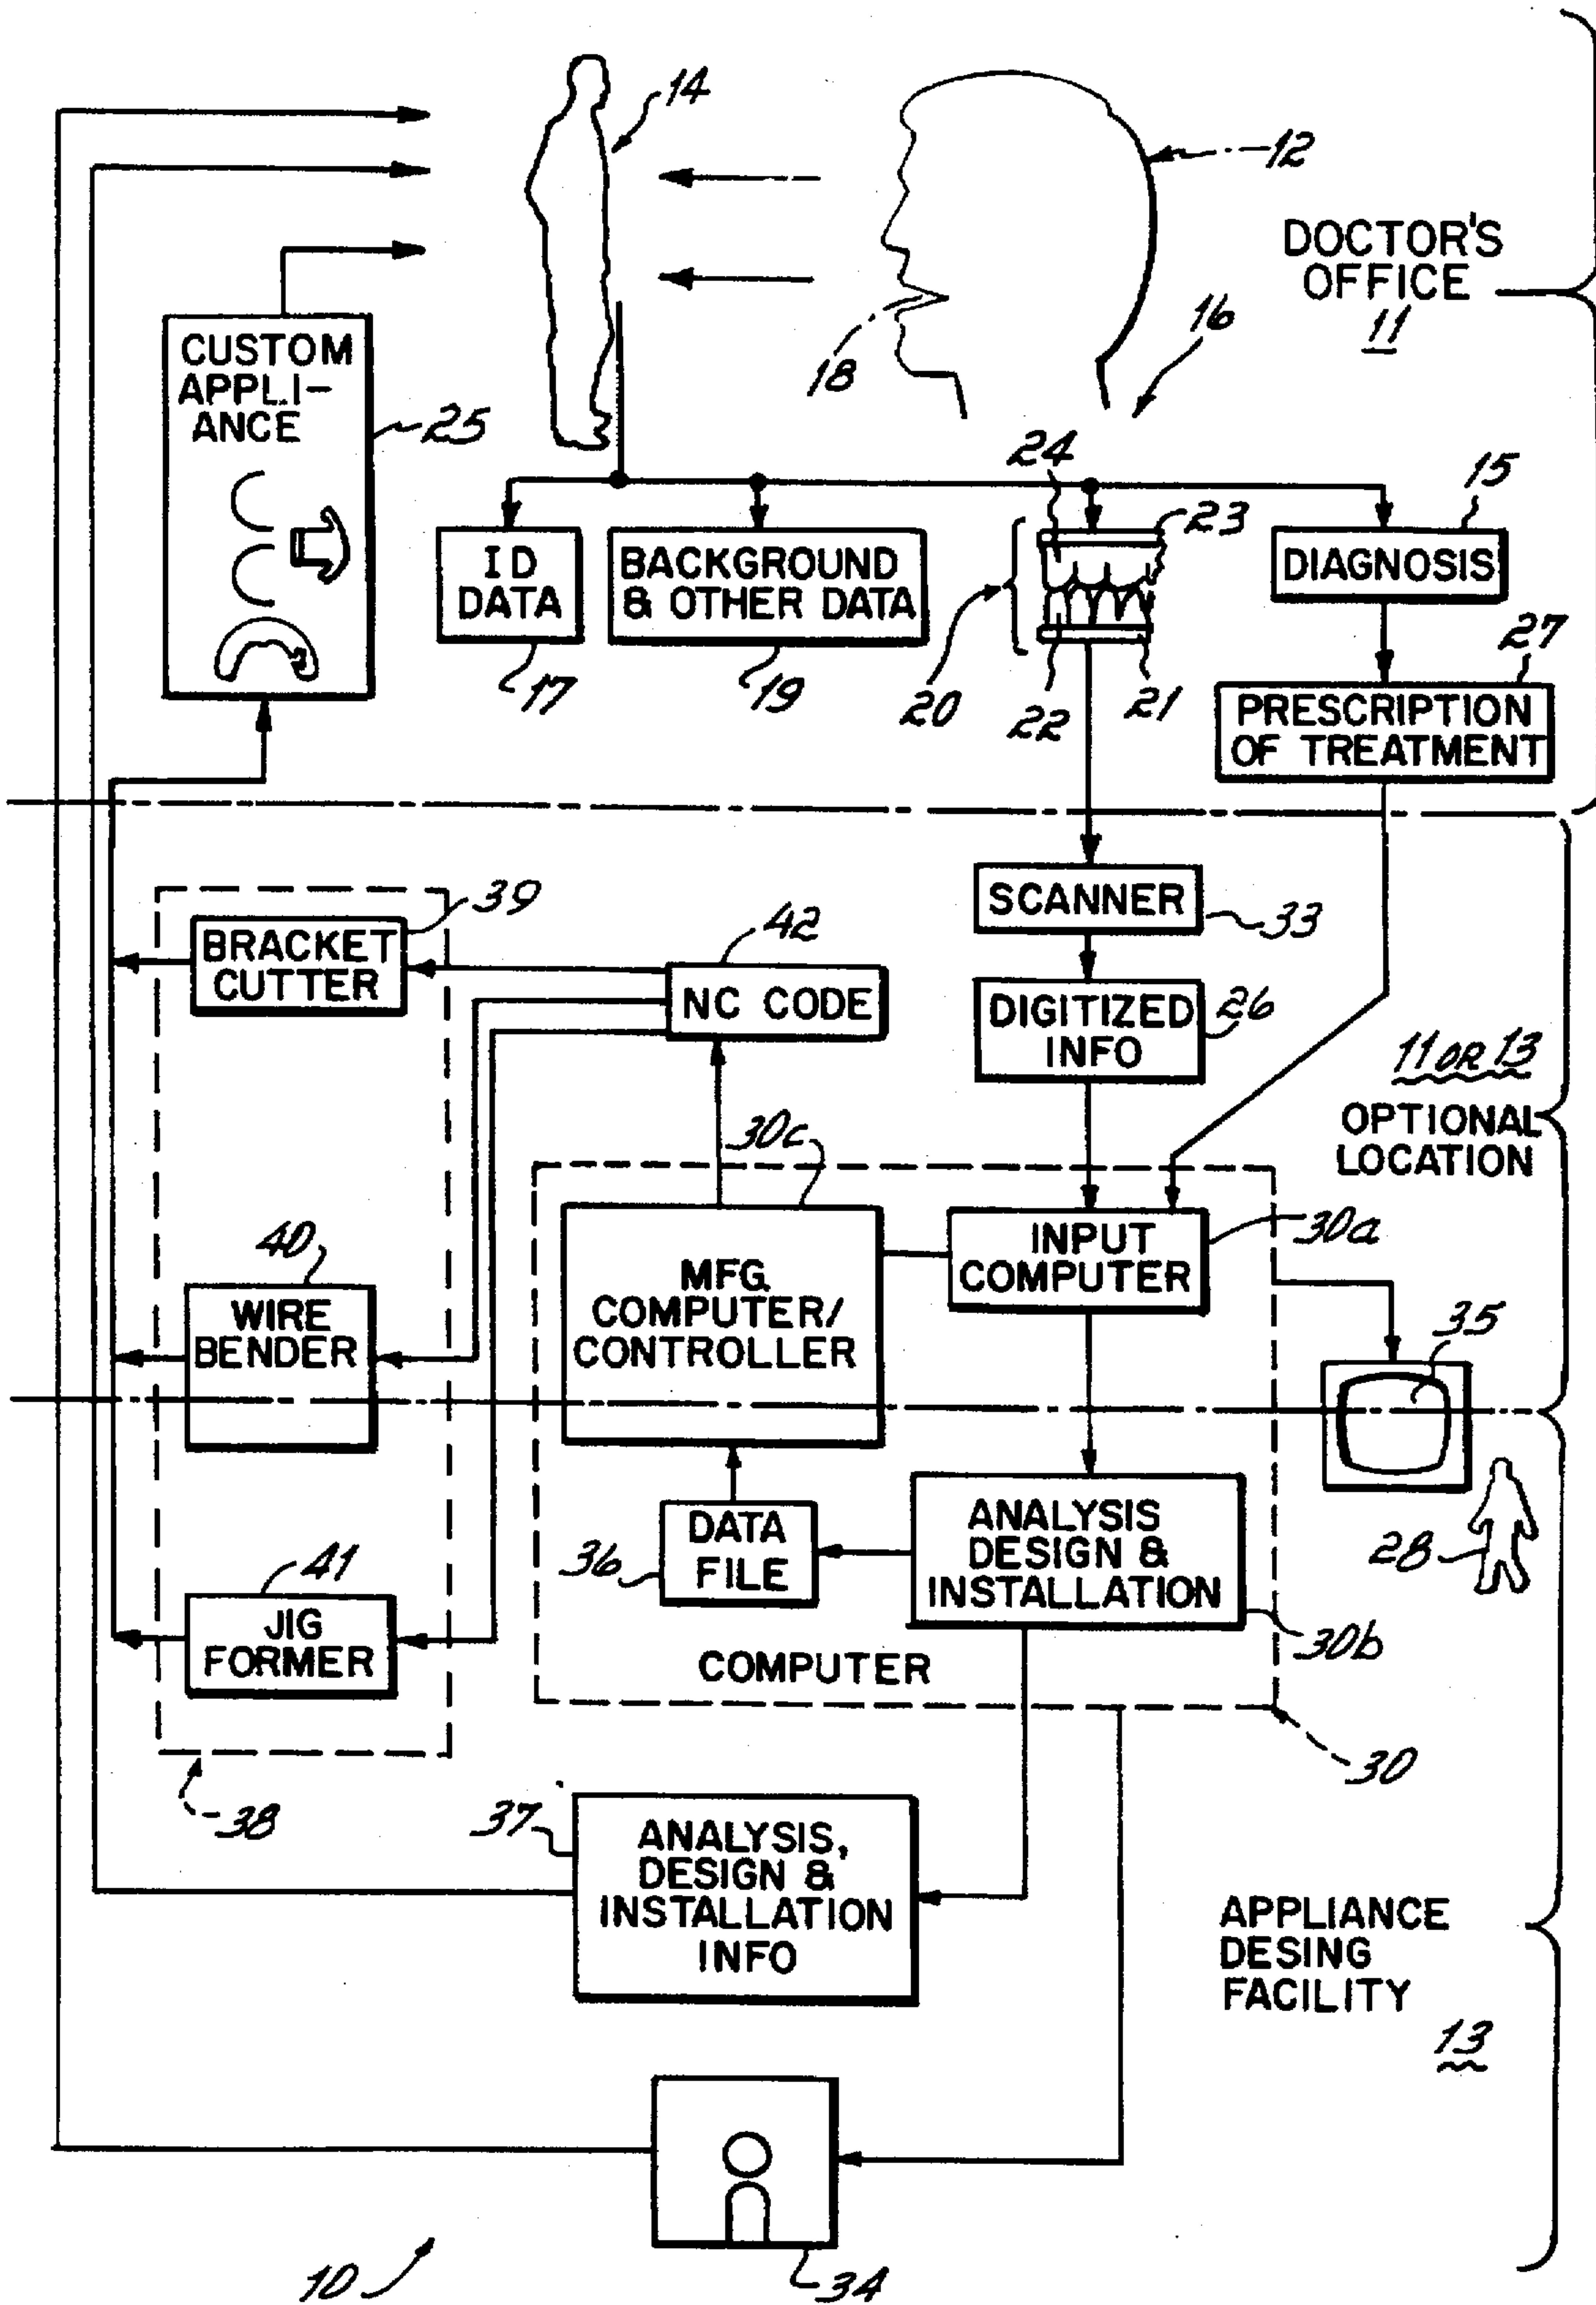 14
12
DOCTOR'S
OFFICE
11
16
18
CUSTOM
APPLI-
ANCE
25
24
23
15
ID
DATA
BACKGROUND
& OTHER DATA
DIAGNOSIS
20
17
19
22
21
27
PRESCRIPTION
OF TREATMENT
SCANNER
33
39
BRACKET
CUTTER
42
NC CODE
DIGITIZED
INFO
26
11 OR 13
OPTIONAL
LOCATION
30c
30a
INPUT
COMPUTER
40
WIRE
BENDER
MFG.
COMPUTER/
CONTROLLER
35
36
DATA
FILE
ANALYSIS
DESIGN &
INSTALLATION
28
41
JIG
FORMER
30b
COMPUTER
30
38
37
ANALYSIS,
DESIGN &
INSTALLATION
INFO
APPLIANCE
DESING
FACILITY
13
10
34